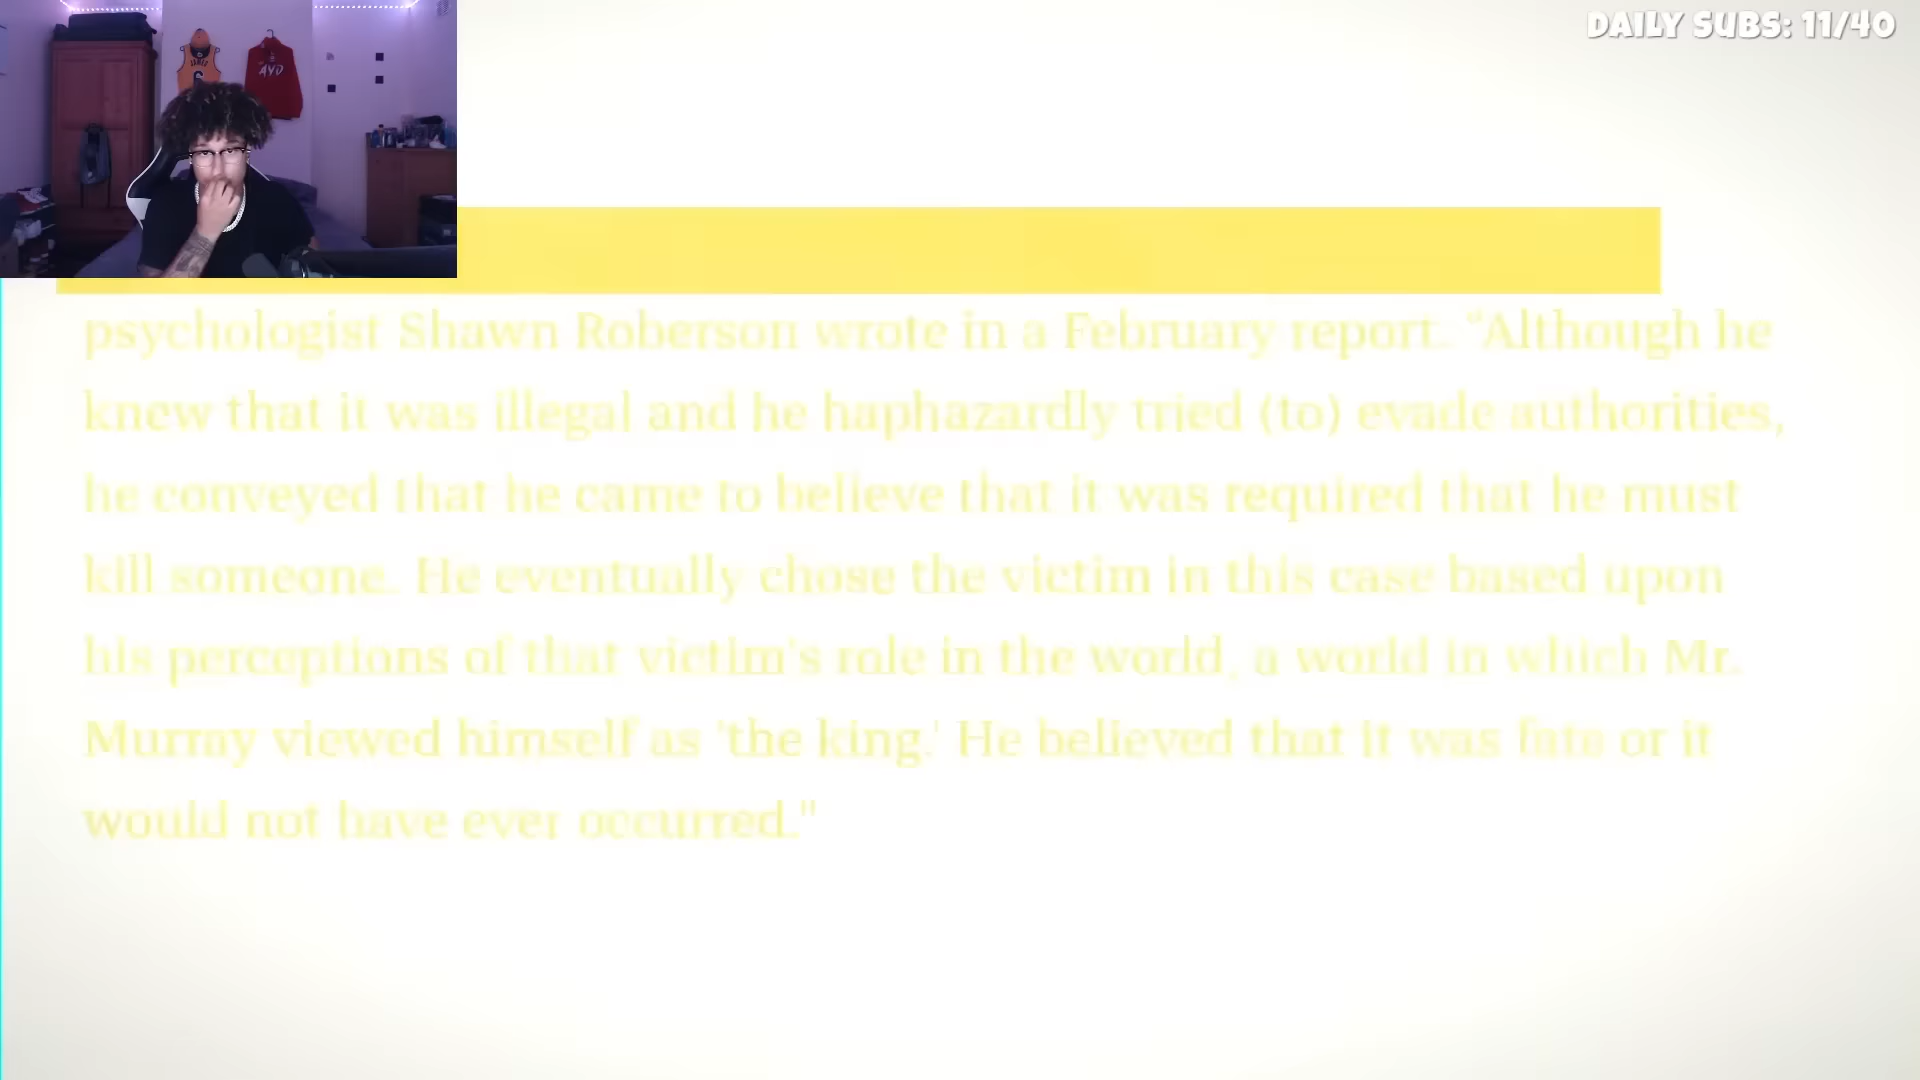 DAILY SUBS: 11/40
JAMES
6
AYO
psychologist Shawn Roberson wrote in a February report. "Although he
knew that it was illegal and he haphazardly tried (to) evade authorities,
he conveyed that he came to believe that it was required that he must
kill someone. He eventually chose the victim in this case based upon
his perceptions of that victim's role in the world, a world in which Mr.
Murray viewed himself as 'the king.' He believed that it was fate or it
would not have ever occurred."